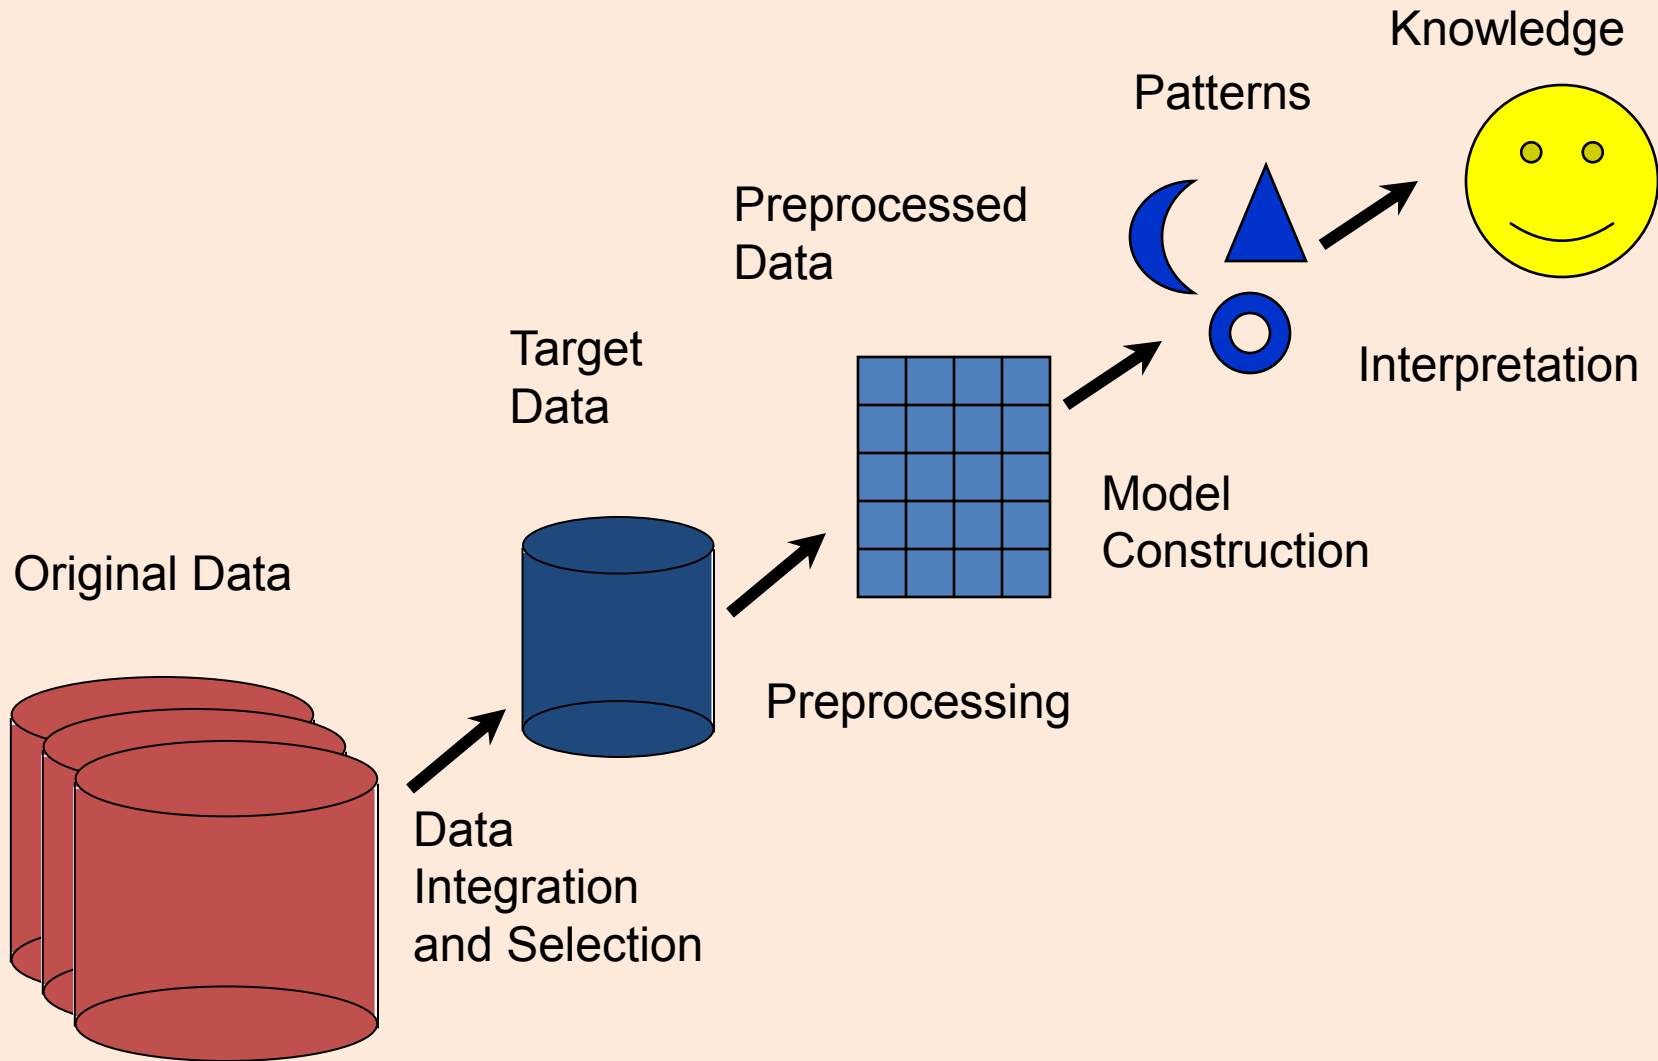 Knowledge
Patterns
Preprocessed
Data
Target
Data
Interpretation
Model
Construction
Original Data
Preprocessing
Data
Integration
and Selection